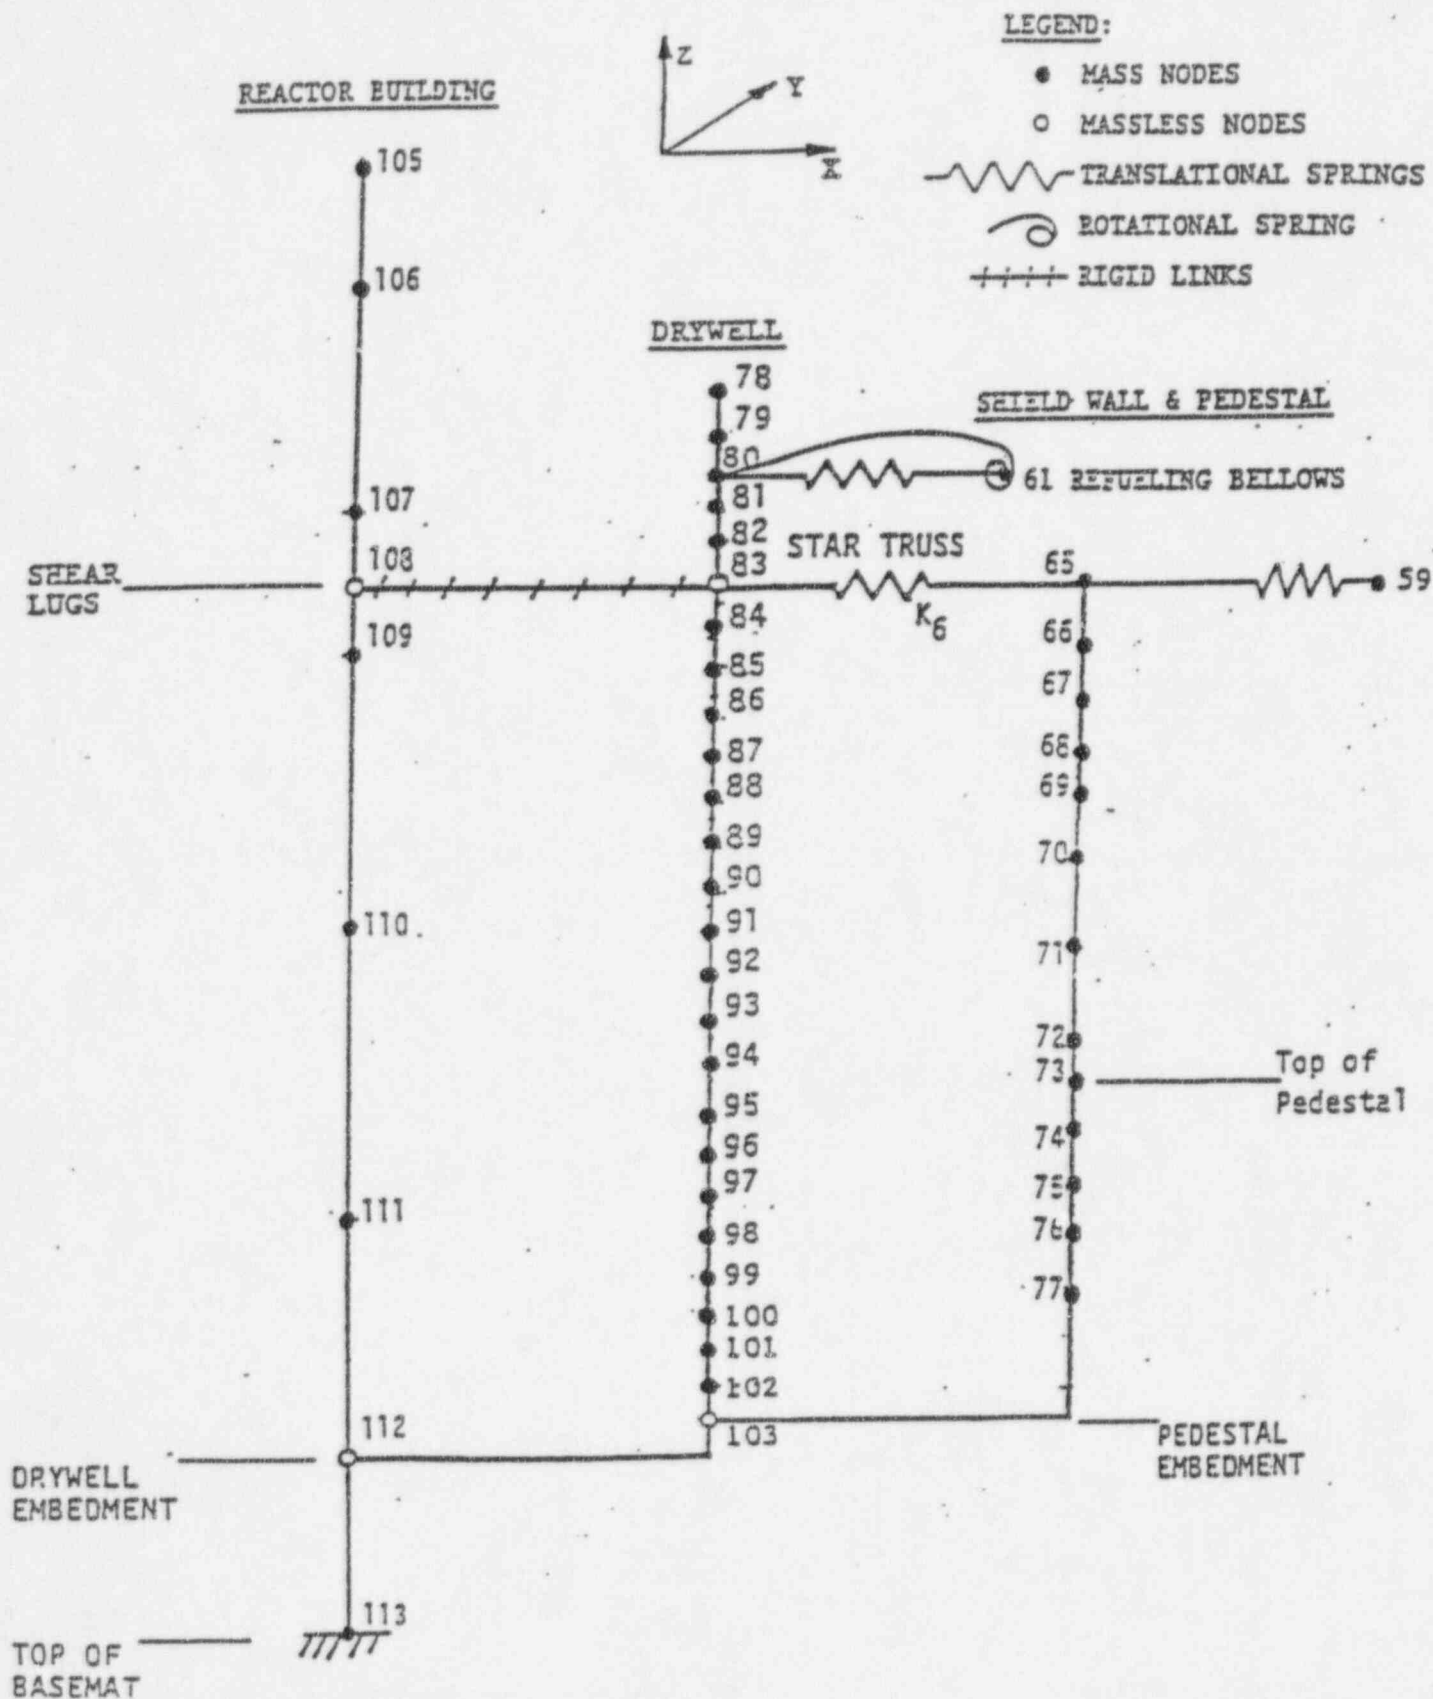 LEGEND:
MASS NODES
MASSLESS NODES
TRANSLATIONAL SPRINGS
ROTATIONAL SPRING
RIGID LINKS
Z
Y
X
REACTOR BUILDING
105
106
107
108
109
110.
111
112
113
SHEAR
LUGS
DRYWELL
EMBEDMENT
TOP OF
BASEMAT
DRYWELL
78
79
80
81
82
83
84
85
86
87
88
89
90
91
92
93
94
95
96
97
98
99
100
101
102
103
STAR TRUSS
K6
SHIELD WALL & PEDESTAL
61 REFUELING BELLOWS
65
59
66
67
68
69
70
71
72
73
74
75
76
77
Top of
Pedestal
PEDESTAL
EMBEDMENT